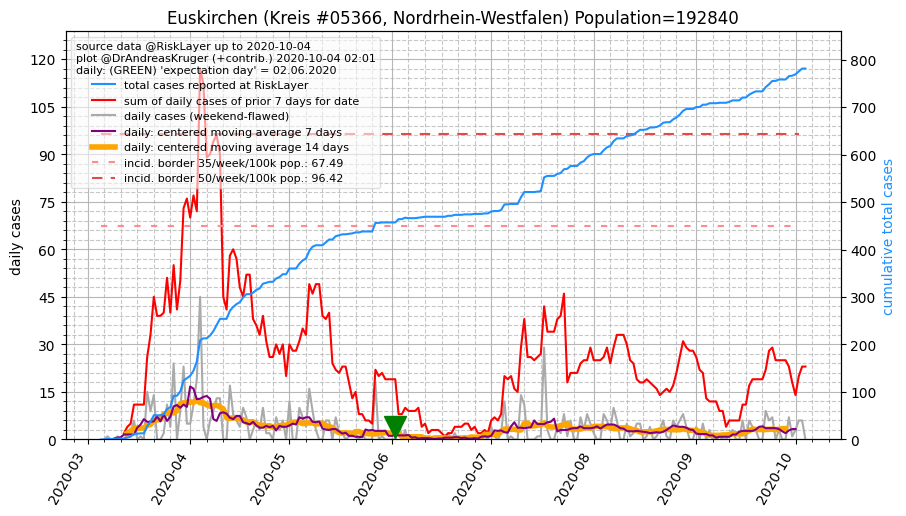 Euskirchen (Kreis #05366, Nordrhein-Westfalen) Population=192840
source data @RiskLayer up to 2020-10-04
plot @DrAndreasKruger (+contrib.) 2020-10-04 02:01
daily: (GREEN) 'expectation day' = 02.06.2020
total cases reported at RiskLayer
sum of daily cases of prior 7 days for date
daily cases (weekend-flawed)
daily: centered moving average 7 days
daily: centered moving average 14 days
incid. border 35/week/100k pop.: 67.49
incid. border 50/week/100k pop.: 96.42
daily cases
120
105
90
75
60
45
30
15
0
cumulative total cases
800
700
600
500
400
300
200
100
0
2020-03
2020-04
2020-05
2020-06
2020-07
2020-08
2020-09
2020-10